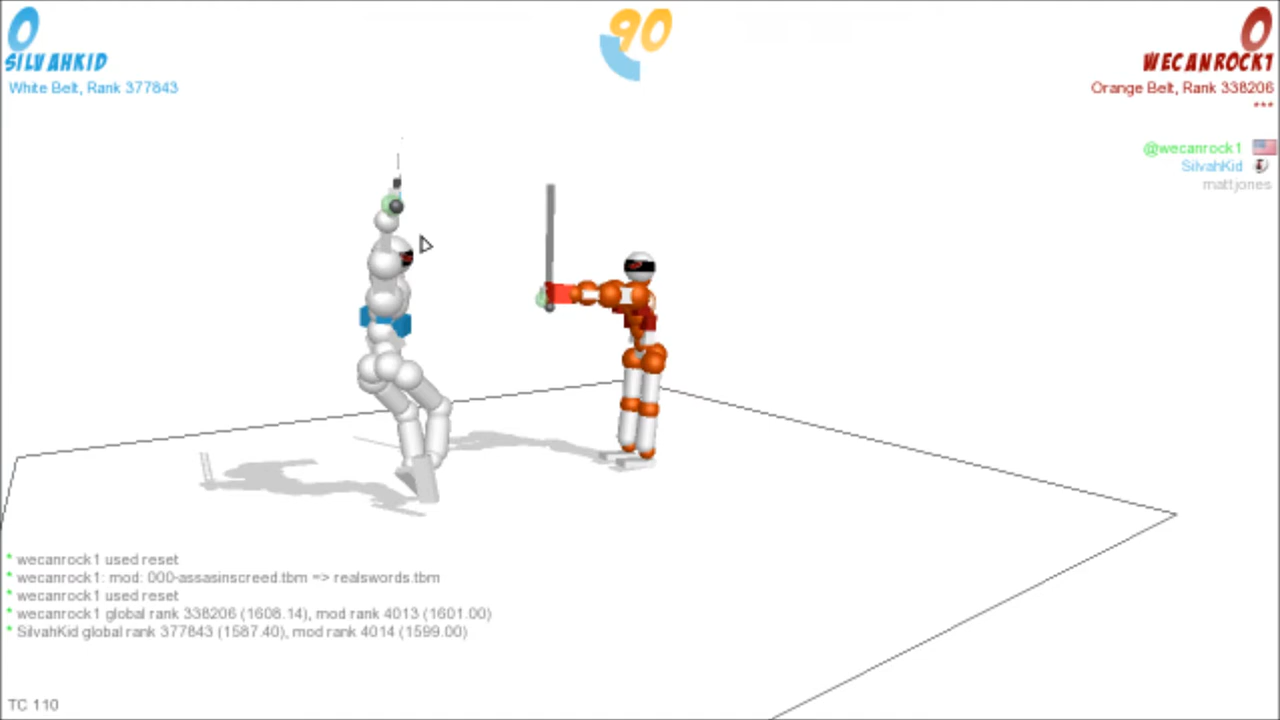 0
90
0
SILVAHKID
WECANROCK1
White Belt, Rank 377843
Orange Belt, Rank 338206
***
@wecanrock1
SilvahKid
mattjones
* wecanrock1 used reset
* wecanrock1: mod: 000-assasinscreed.tbm => realswords.tbm
* wecanrock1 used reset
* wecanrock1 global rank 338206 (1608.14), mod rank 4013 (1601.00)
* SilvahKid global rank 377843 (1587.40), mod rank 4014 (1599.00)
TC 110